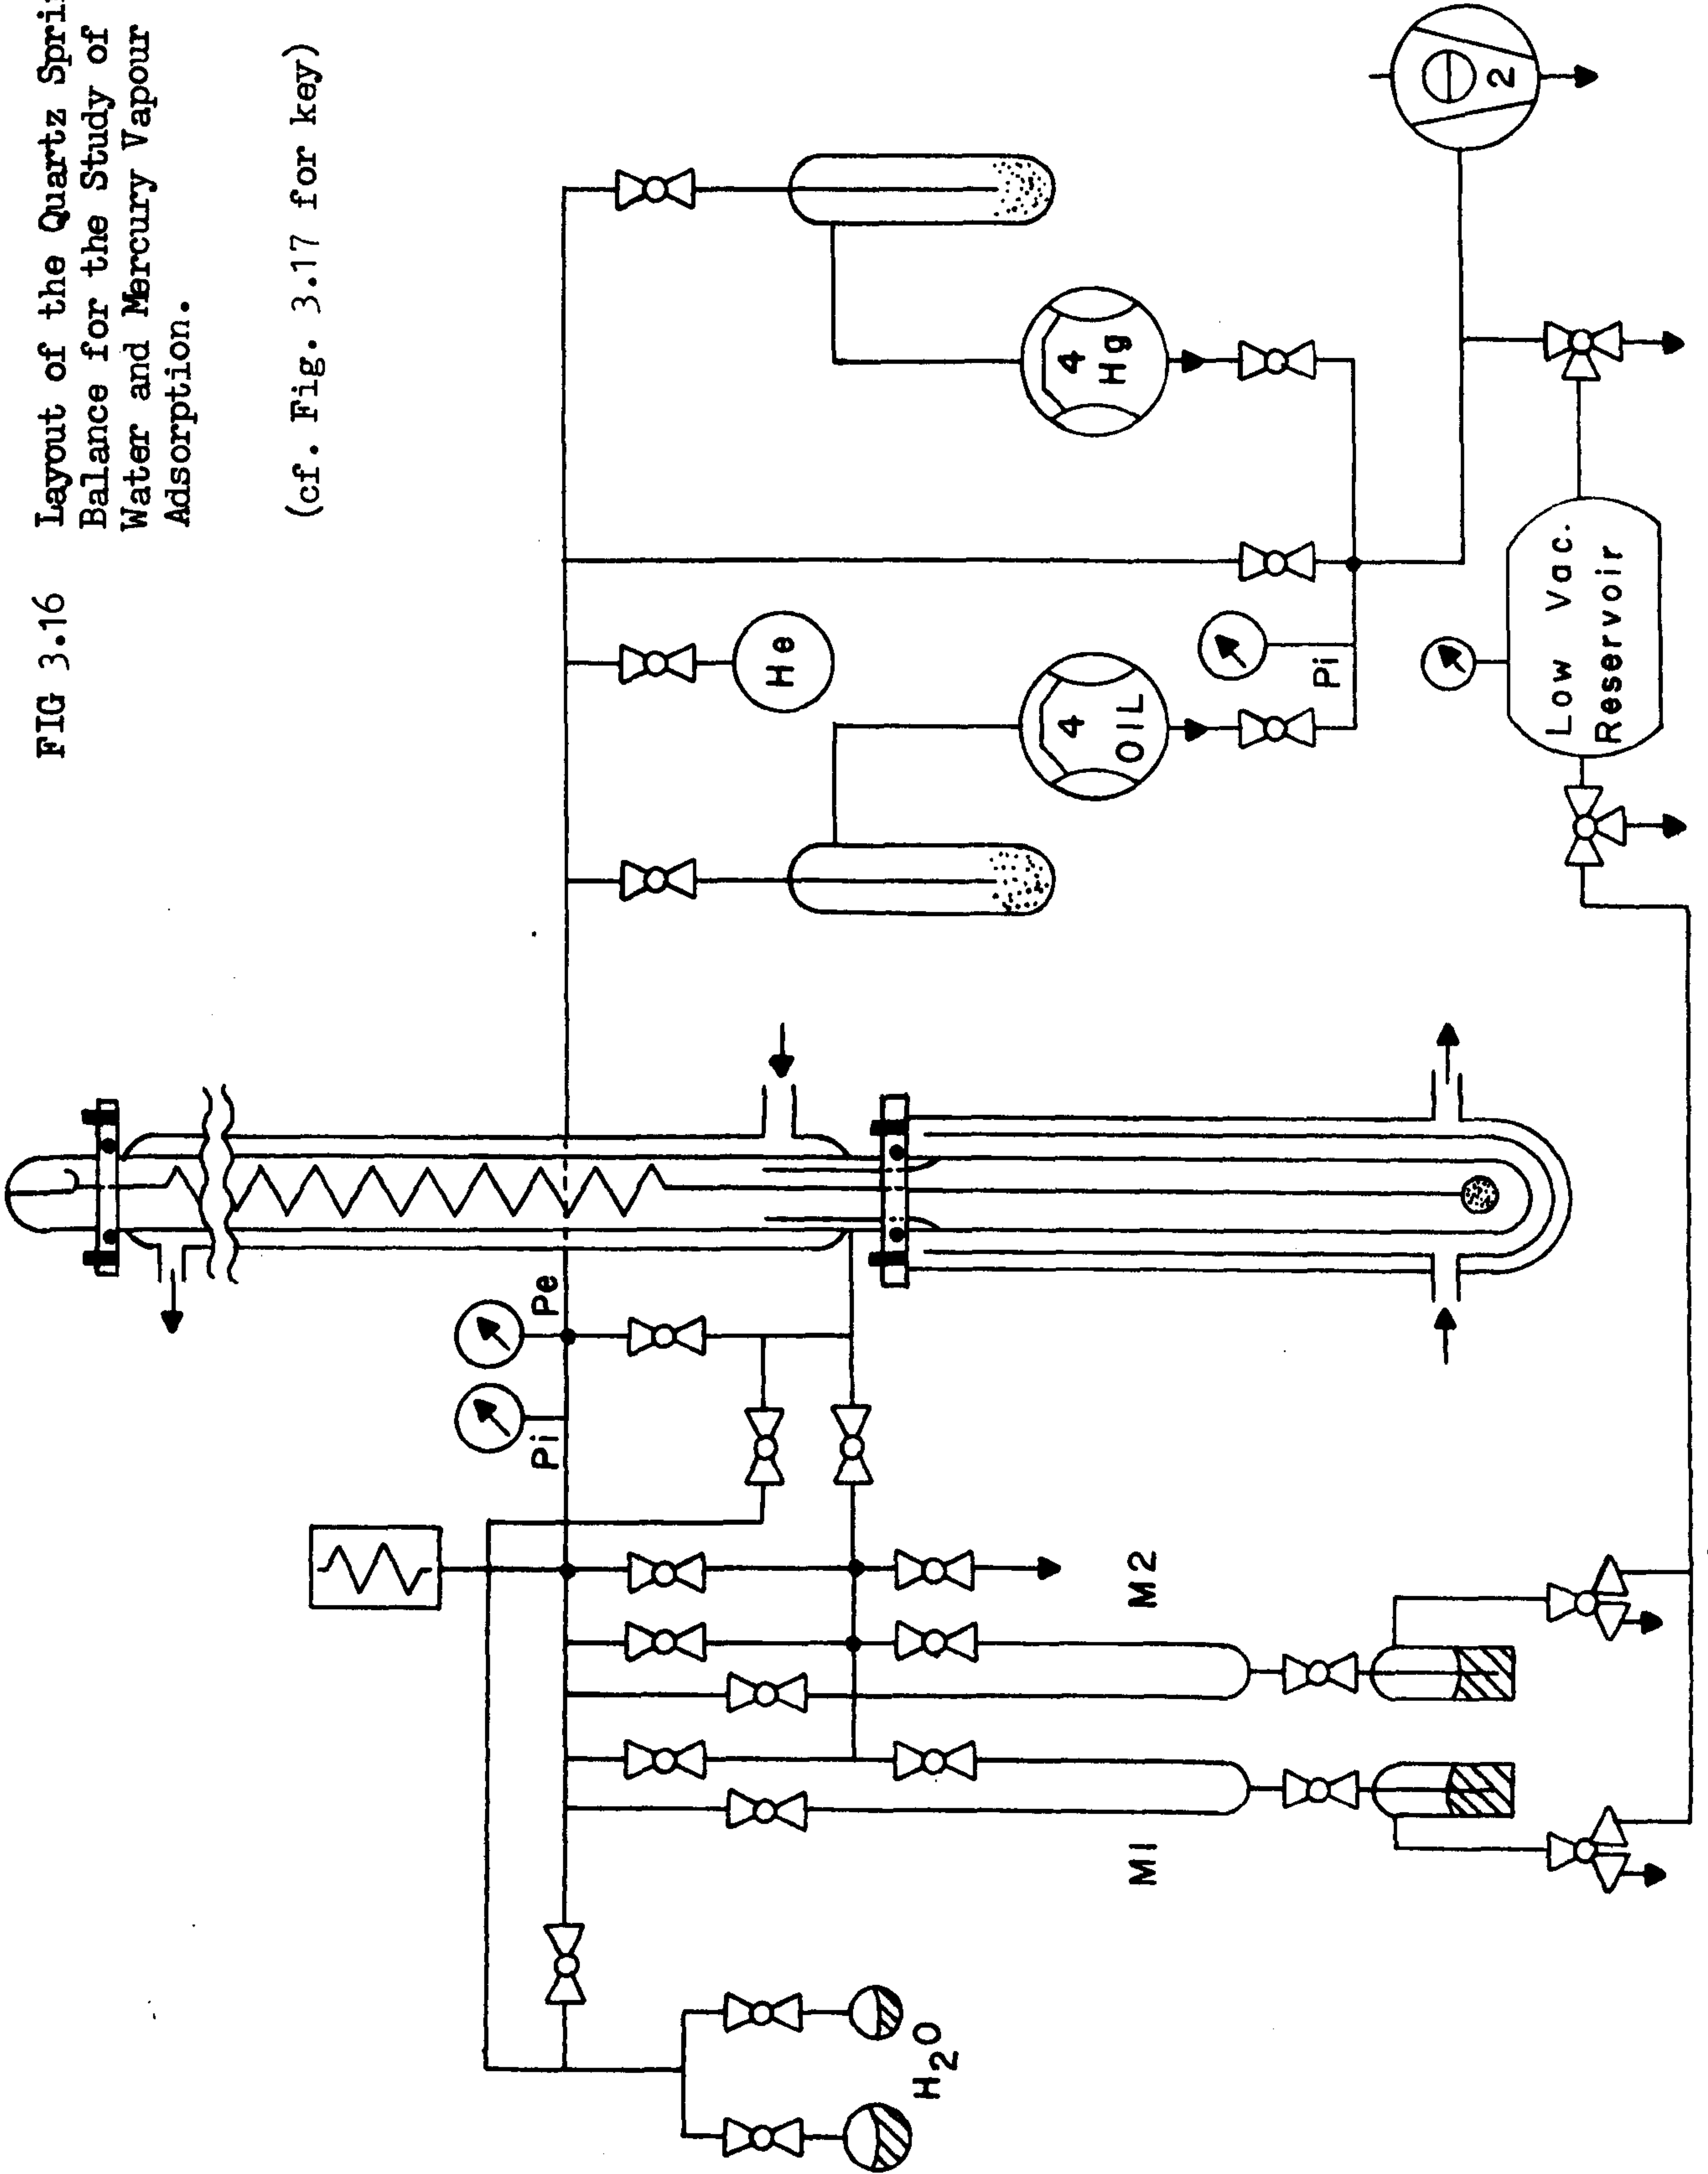 FIG 3.16 Layout of the Quartz Spri
Balance for the Study of
Water and Mercury Vapour
Adsorption.
(cf. Fig. 3.17 for key)
Pi
Pe
He
4
OIL
4
Hg
Pi
2
Low Vac.
Reservoir
M1
M2
H2O